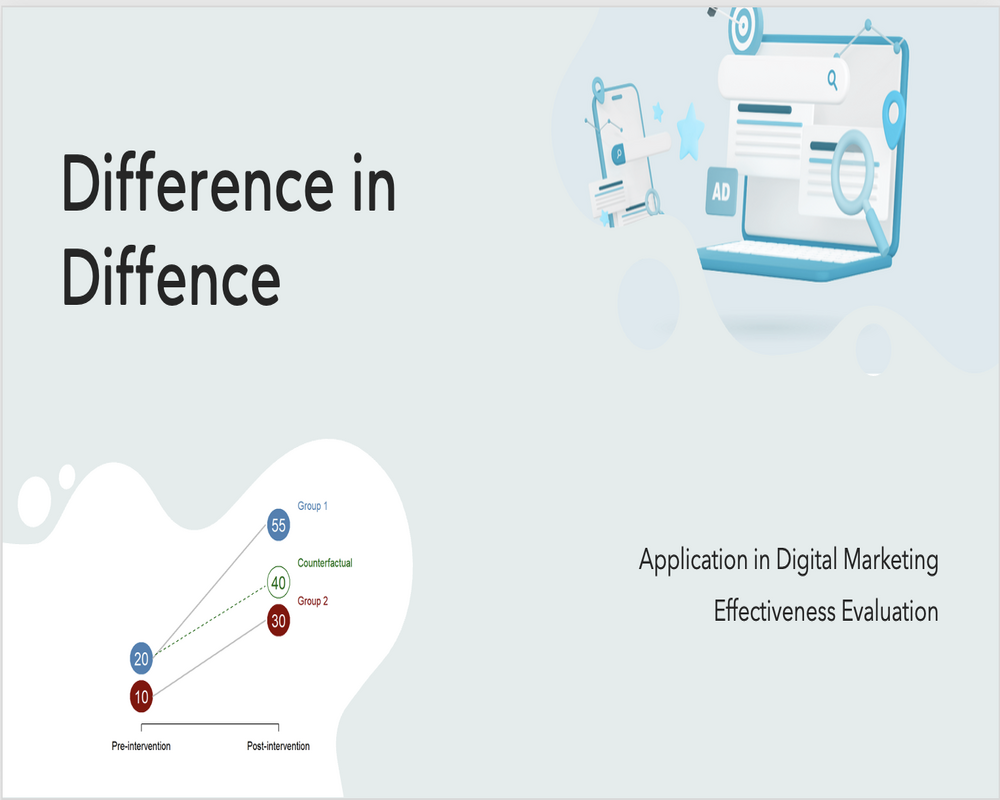 Difference in
Diffence
AD
Group 1
55
Counterfactual
40
Group 2
30
20
10
Pre-intervention
Post-intervention
Application in Digital Marketing
Effectiveness Evaluation